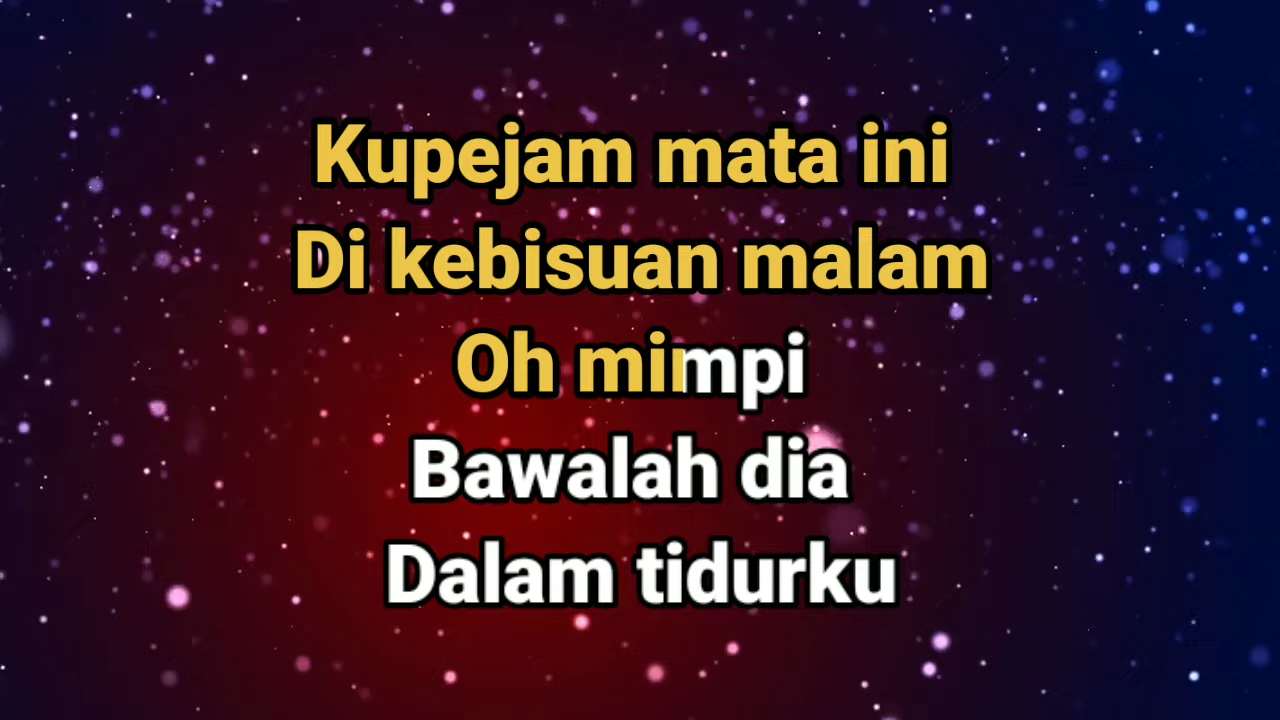 Kupejam mata ini
Di kebisuan malam
Oh mimpi
Bawalah dia
Dalam tidurku